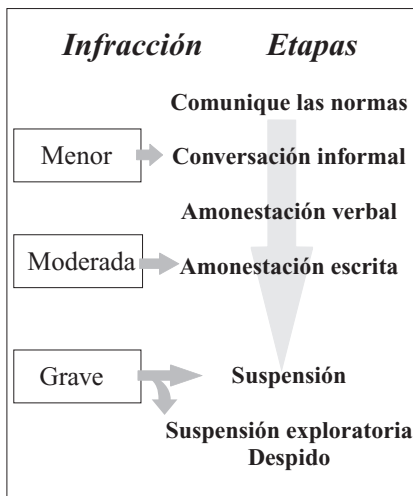 Infracción Etapas
Comunique las normas
Menor Conversación informal
Amonestación verbal
Moderada Amonestación escrita
Grave Suspensión
Suspensión exploratoria
Despido